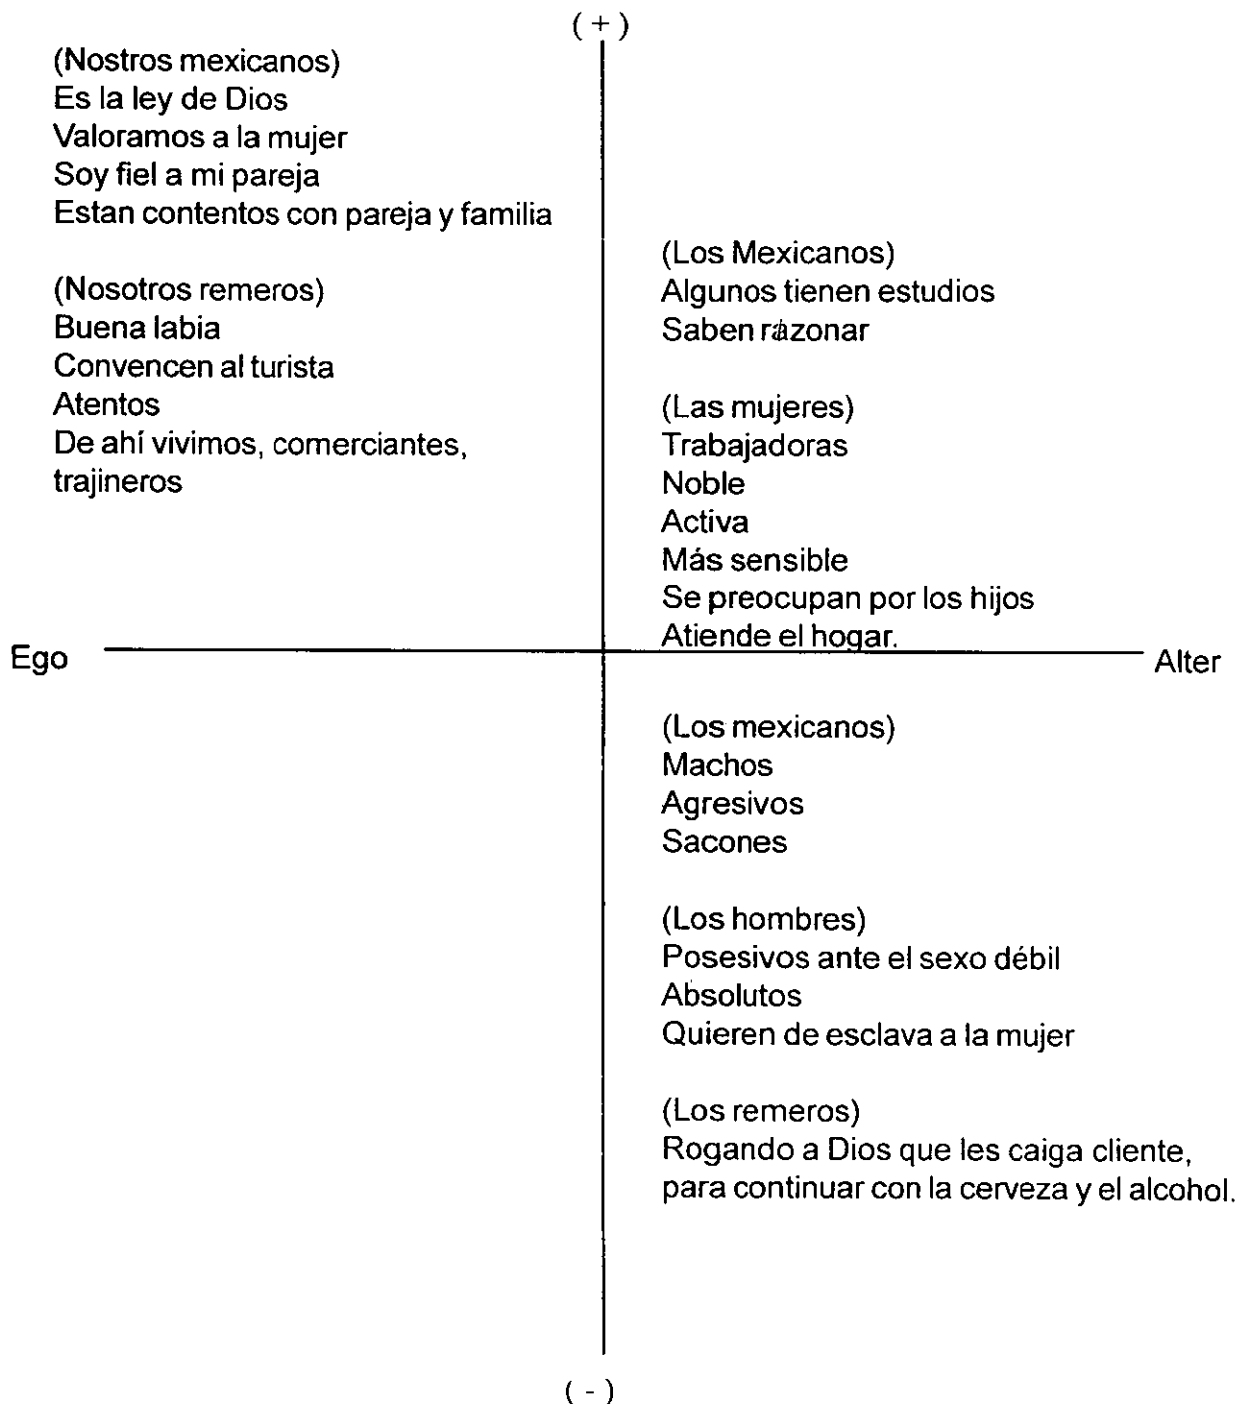 ( + )
(Nostros mexicanos)
Es la ley de Dios
Valoramos a la mujer
Soy fiel a mi pareja
Estan contentos con pareja y familia
(Nosotros remeros)
Buena labia
Convencen al turista
Atentos
De ahí vivimos, comerciantes,
trajineros
(Los Mexicanos)
Algunos tienen estudios
Saben rázonar
(Las mujeres)
Trabajadoras
Noble
Activa
Más sensible
Se preocupan por los hijos
Atiende el hogar.
Ego
Alter
(Los mexicanos)
Machos
Agresivos
Sacones
(Los hombres)
Posesivos ante el sexo débil
Absolutos
Quieren de esclava a la mujer
(Los remeros)
Rogando a Dios que les caiga cliente,
para continuar con la cerveza y el alcohol.
( - )